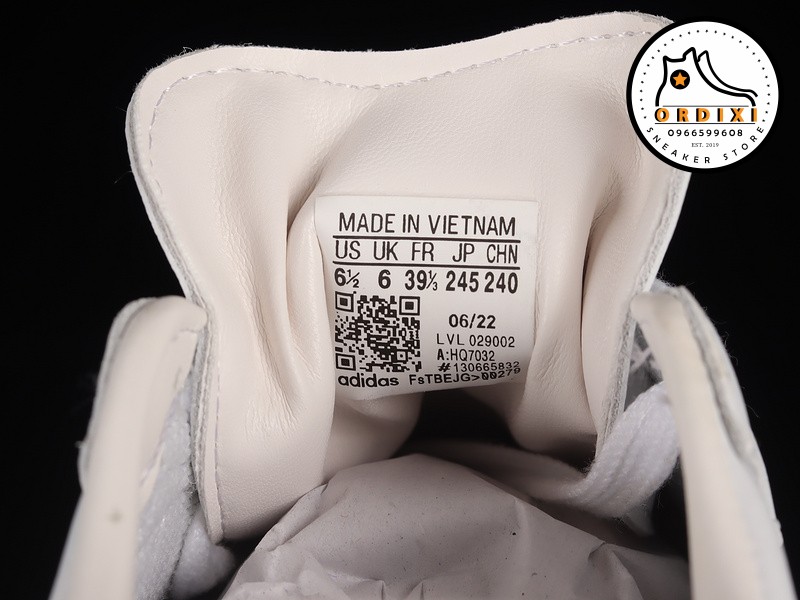 ORDIXI
0966599608
EST, 2019
SNEAKER STORE
MADE IN VIETNAM
US UK FR JP CHN
6½ 6 39⅓ 245 240
06/22
LVL 029002
A:HQ7032
#130665832
adidas FsTBEJG>00279